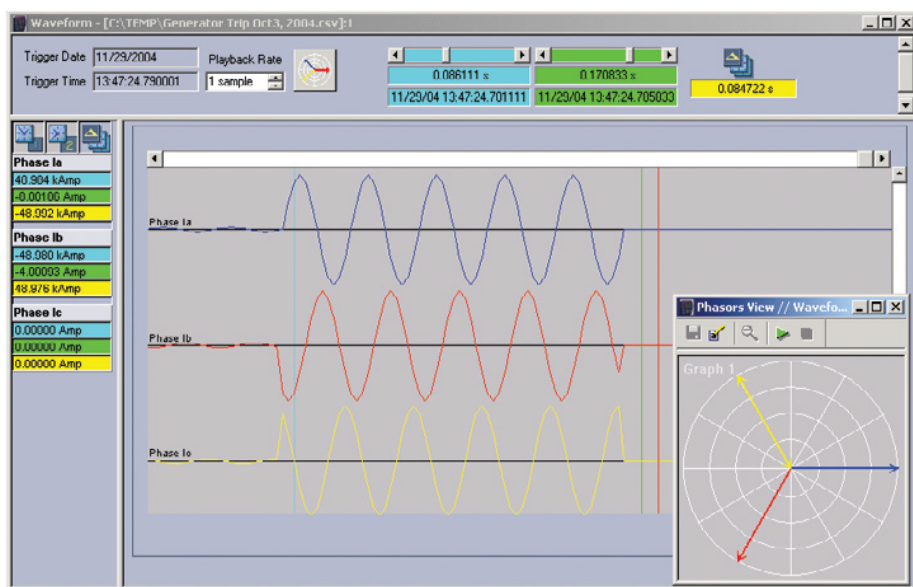 Waveform - [C:\TEMP\Generator Trip Oct3, 2004.csv]:1
Trigger Date 11/29/2004
Trigger Time 13:47:24.790001
Playback Rate
1 sample
0.086111 s
11/29/04 13:47:24.701111
0.170833 s
11/29/04 13:47:24.705033
0.084722 s
2
Phase Ia
40.904 kAmp
-0.00100 Amp
-48.992 kAmp
Phase Ib
-48.980 kAmp
-4.00093 Amp
48.976 kAmp
Phase Ic
0.00000 Amp
0.00000 Amp
0.00000 Amp
Phase Ia
Phase Ib
Phase Ic
Phasors View // Wavefo...
Graph 1